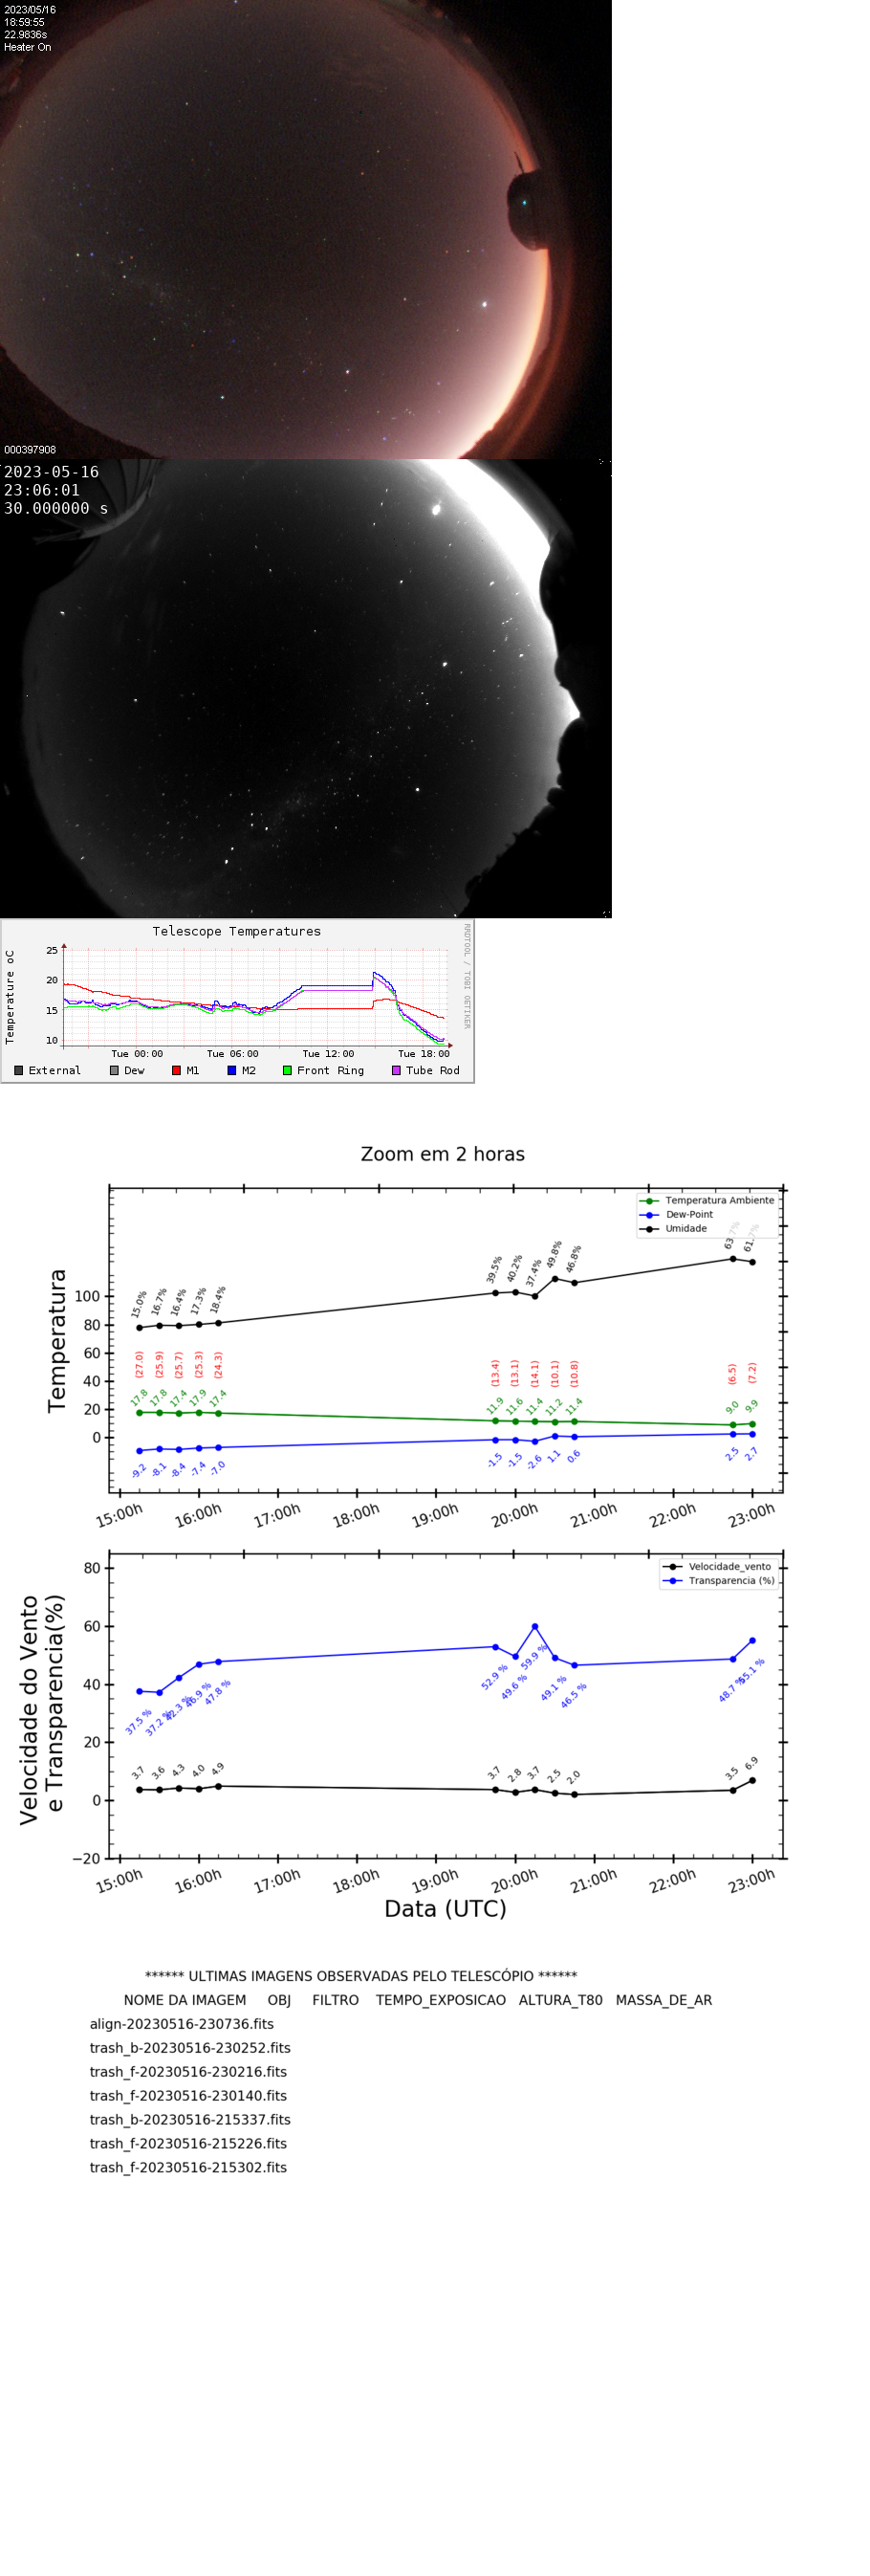 2023/05/16
18:59:55
22.9836s
Heater On
000397908
2023-05-16
23:06:01
30.000000 s
Telescope Temperatures
RRDTOOL / TOBI OETIKER
Temperature oC
25
20
15
10
Tue 00:00 Tue 06:00 Tue 12:00 Tue 18:00
External Dew M1 M2 Front Ring Tube Rod
Zoom em 2 horas
Temperatura Ambiente
Dew-Point
Umidade
Temperatura
100
80
60
40
20
0
15.0% 16.7% 16.4% 17.3% 18.4% 39.5% 40.2% 37.4% 49.8% 46.8% 63.7% 61.7%
(27.0) (25.9) (25.7) (25.3) (24.3) (13.4) (13.1) (14.1) (10.1) (10.8) (6.5) (7.2)
17.8 17.8 17.4 17.9 17.4 11.9 11.6 11.4 11.2 11.4 9.0 9.9
-9.2 -8.1 -8.4 -7.4 -7.0 -1.5 -1.5 -2.6 1.1 0.6 2.5 2.7
15:00h 16:00h 17:00h 18:00h 19:00h 20:00h 21:00h 22:00h 23:00h
Velocidade_vento
Transparencia (%)
Velocidade do Vento
e Transparencia(%)
80
60
40
20
0
−20
37.5 % 37.2 % 42.3 % 46.9 % 47.8 % 52.9 % 49.6 % 59.9 % 49.1 % 46.5 % 48.7 % 55.1 %
3.7 3.6 4.3 4.0 4.9 3.7 2.8 3.7 2.5 2.0 3.5 6.9
15:00h 16:00h 17:00h 18:00h 19:00h 20:00h 21:00h 22:00h 23:00h
Data (UTC)
****** ULTIMAS IMAGENS OBSERVADAS PELO TELESCÓPIO ******
NOME DA IMAGEM OBJ FILTRO TEMPO_EXPOSICAO ALTURA_T80 MASSA_DE_AR
align-20230516-230736.fits
trash_b-20230516-230252.fits
trash_f-20230516-230216.fits
trash_f-20230516-230140.fits
trash_b-20230516-215337.fits
trash_f-20230516-215226.fits
trash_f-20230516-215302.fits